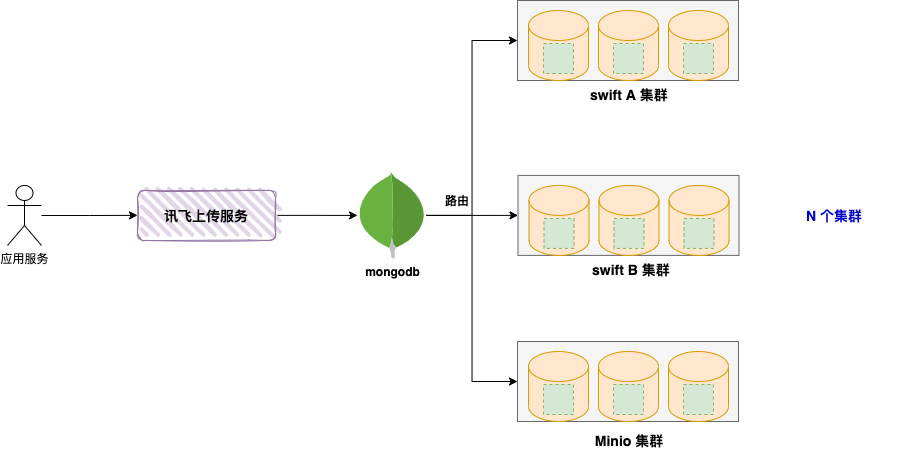 swift A 集群
应用服务
讯飞上传服务
mongodb
路由
swift B 集群
N 个集群
Minio 集群